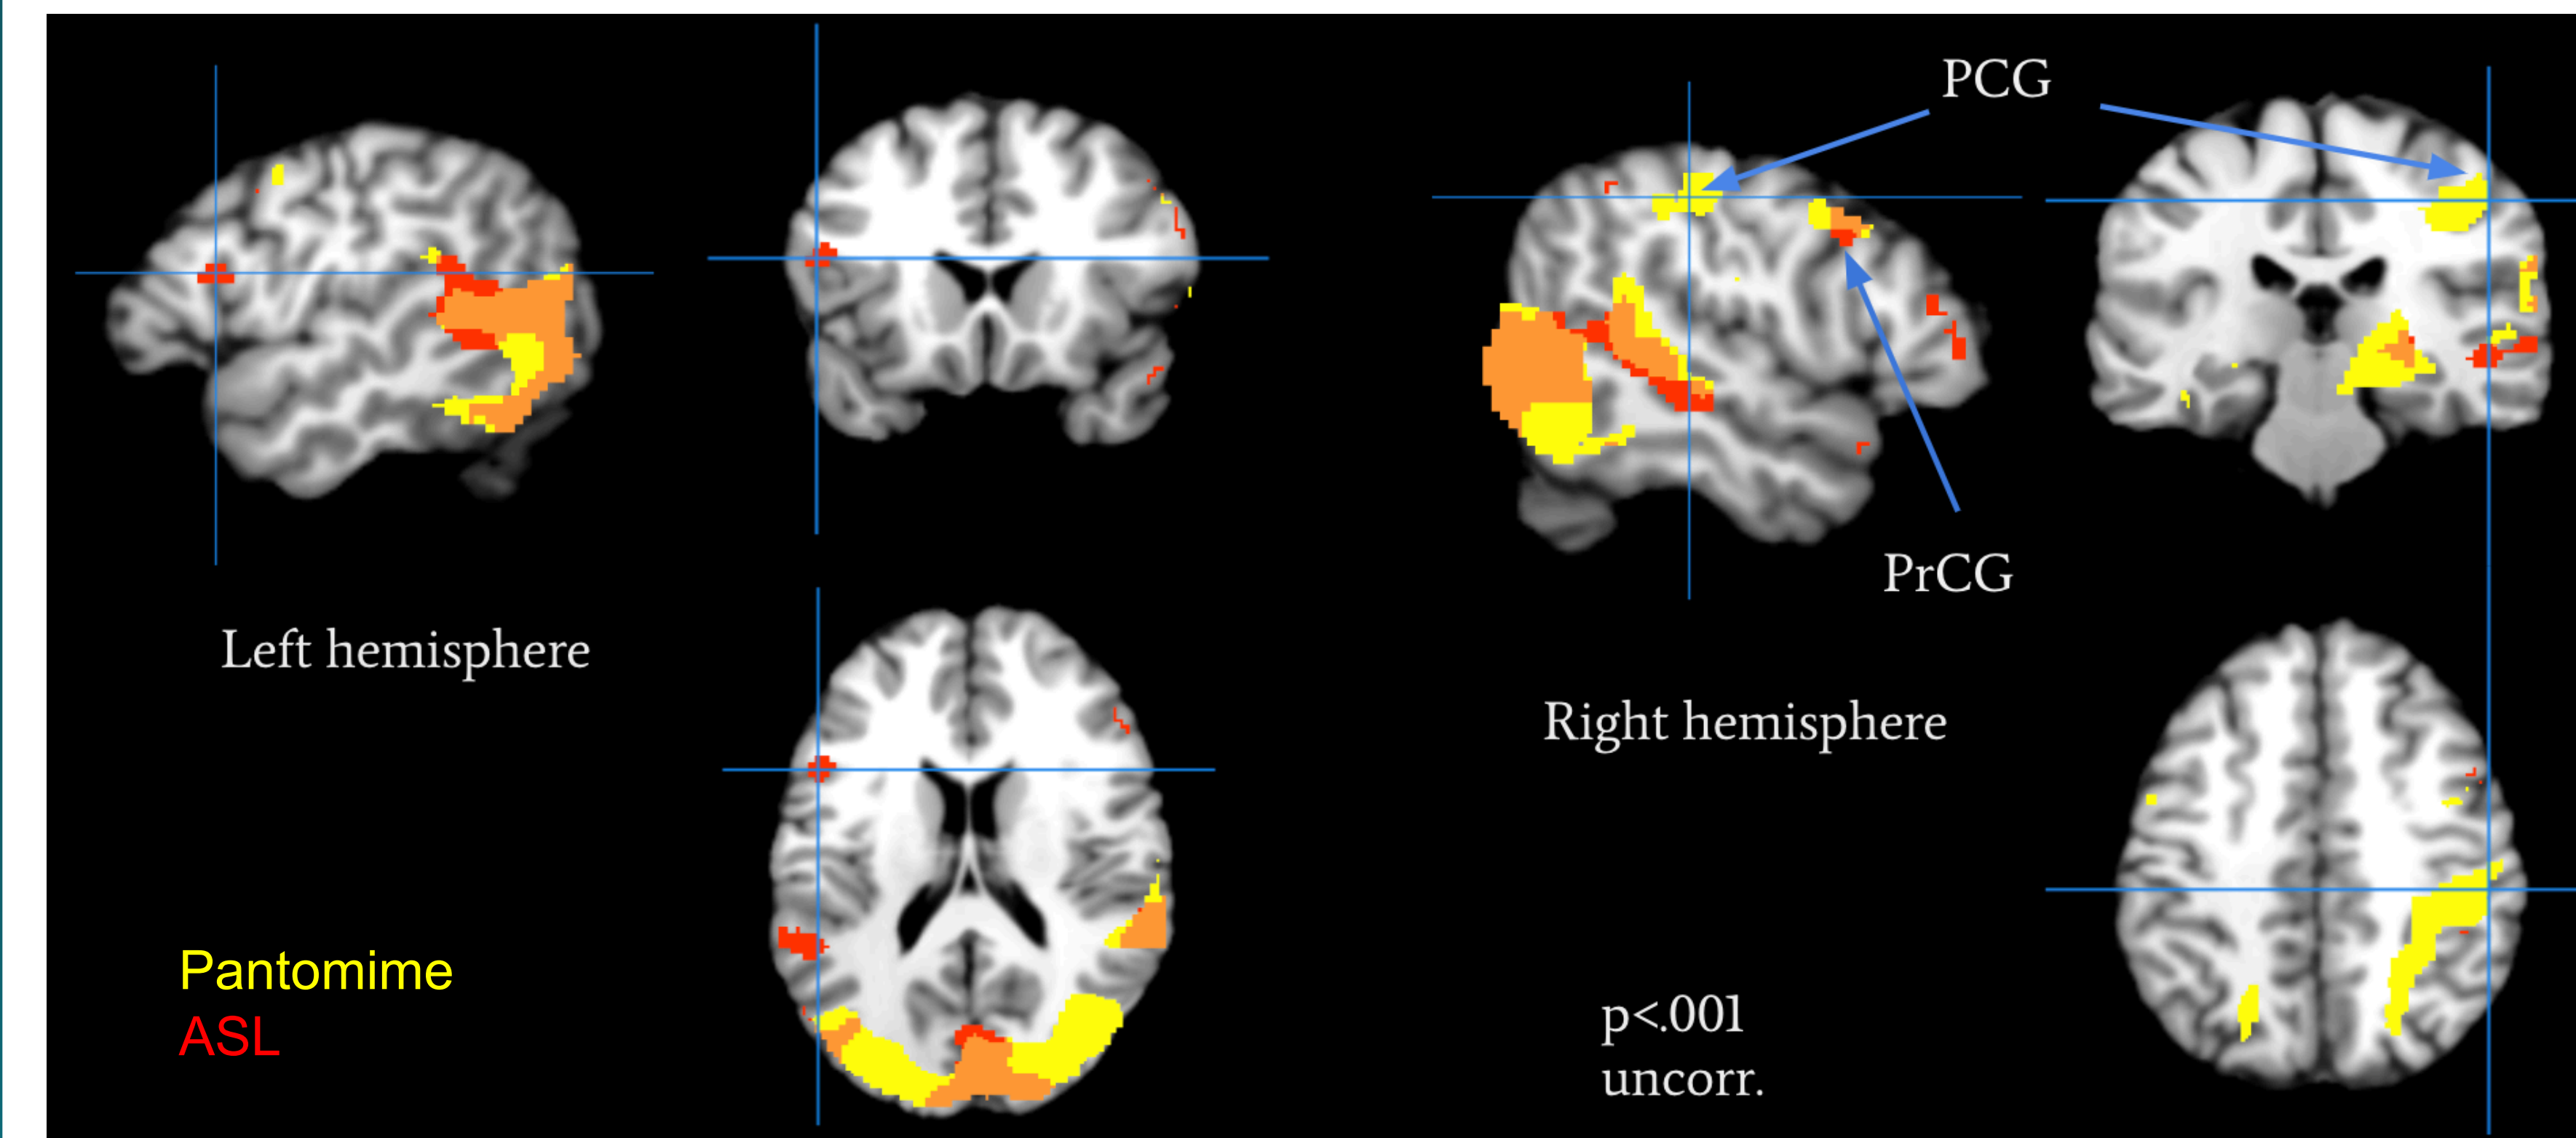 PCG
PrCG
Left hemisphere
Right hemisphere
Pantomime
ASL
p<.001
uncorr.